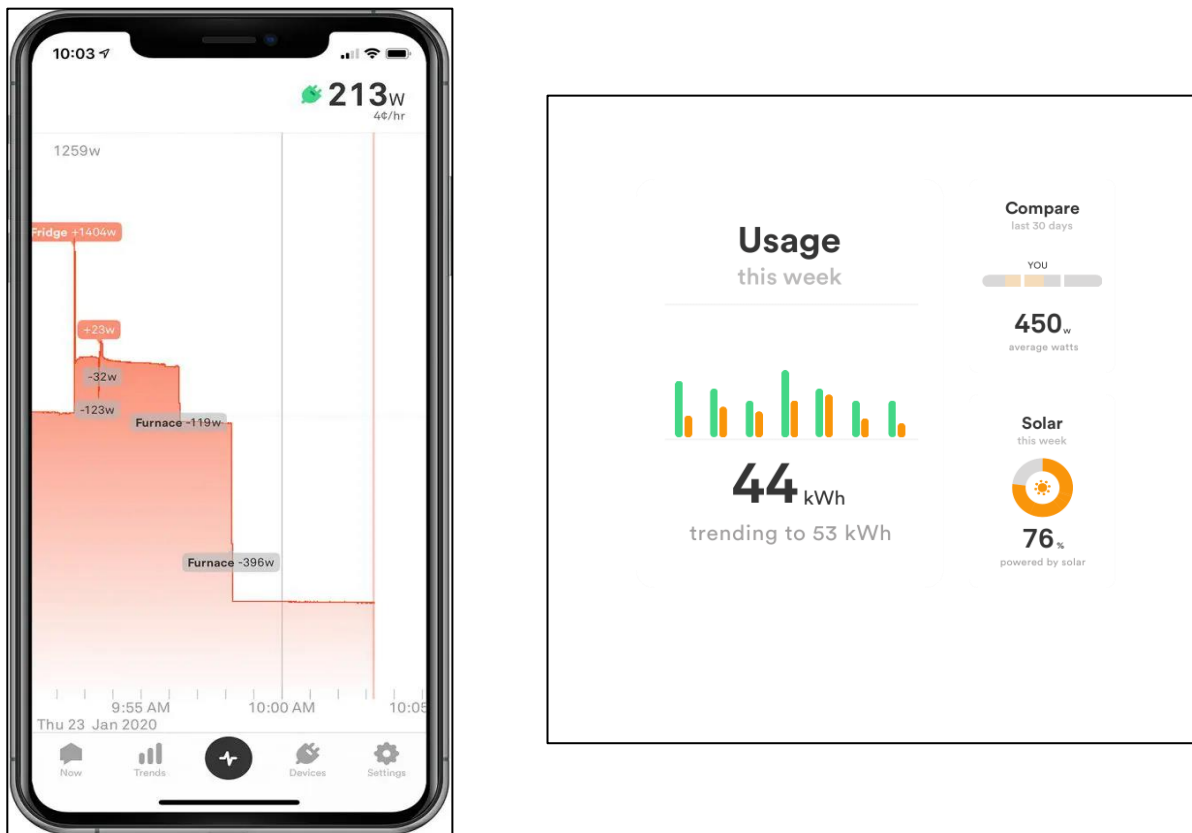 10:03
213w
4¢/hr
1259w
Fridge +1404w
+23w
-32w
-123w
Furnace -119w
Furnace -396w
9:55 AM
10:00 AM
10:05
Thu 23 Jan 2020
Now
Trends
Devices
Settings
Usage
this week
44 kWh
trending to 53 kWh
Compare
last 30 days
YOU
450w
average watts
Solar
this week
76%
powered by solar